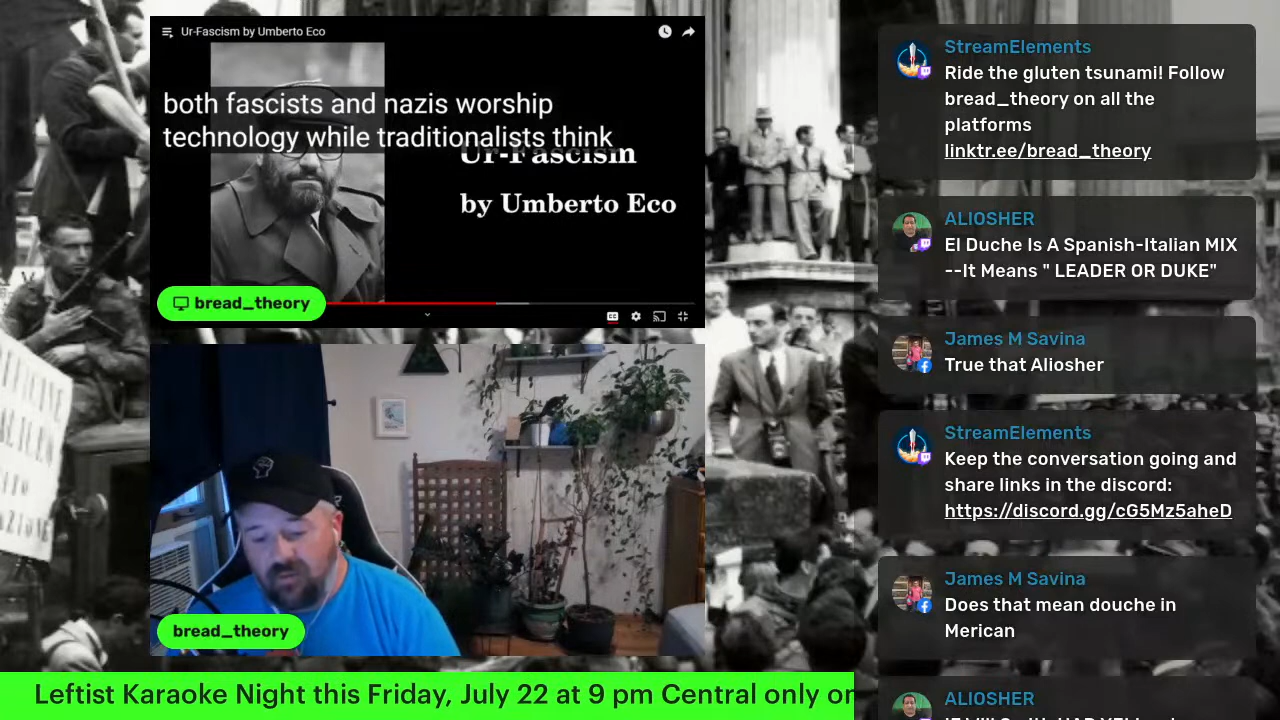 Ur-Fascism by Umberto Eco
both fascists and nazis worship
technology while traditionalists think
Ur-Fascism
by Umberto Eco
bread_theory
bread_theory
Leftist Karaoke Night this Friday, July 22 at 9 pm Central only on
StreamElements
Ride the gluten tsunami! Follow
bread_theory on all the
platforms
linktr.ee/bread_theory
ALIOSHER
El Duche Is A Spanish-Italian MIX
--It Means " LEADER OR DUKE"
James M Savina
True that Aliosher
StreamElements
Keep the conversation going and
share links in the discord:
https://discord.gg/cG5Mz5aheD
James M Savina
Does that mean douche in
Merican
ALIOSHER